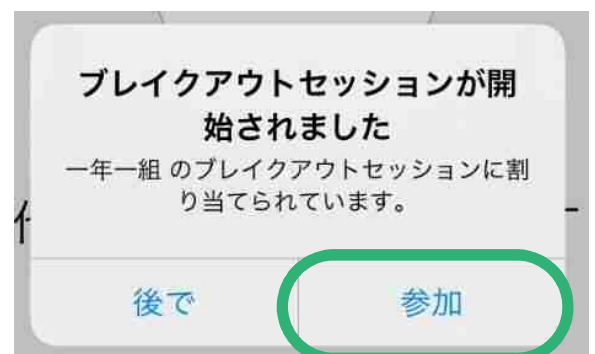 ブレイクアウトセッションが開
始されました
一年一組 のブレイクアウトセッションに割
り当てられています。
後で
参加